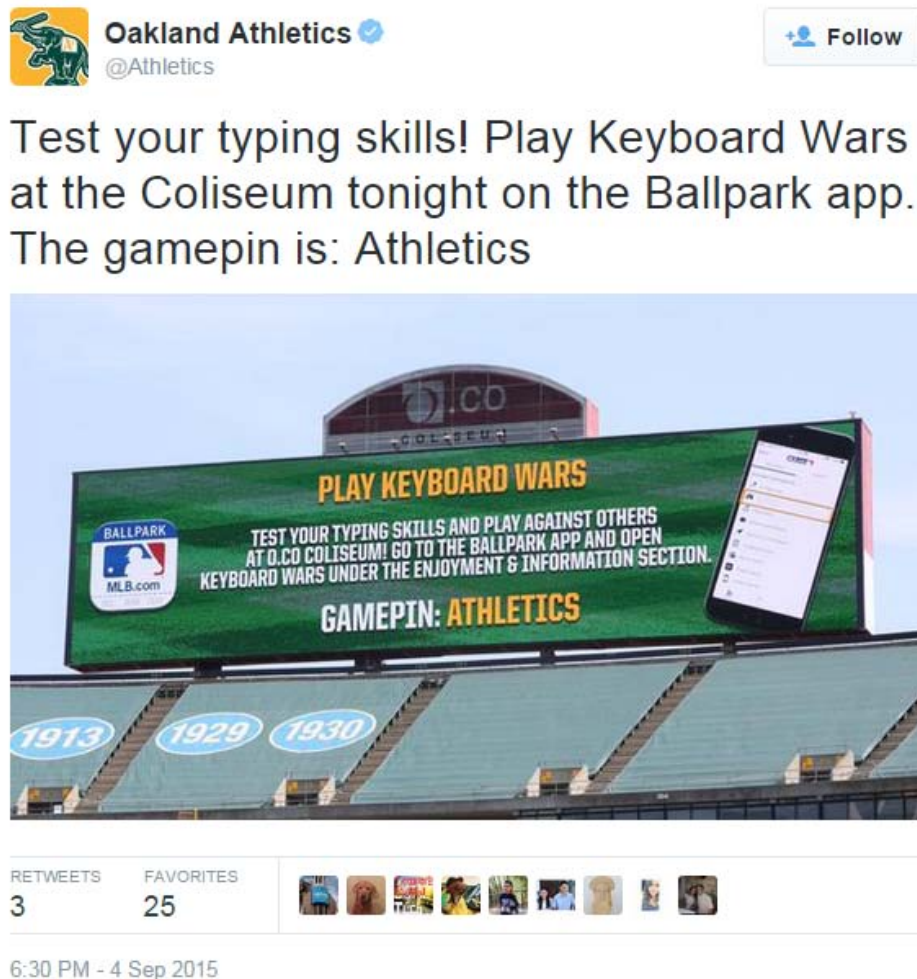 Oakland Athletics
@Athletics
Follow
Test your typing skills! Play Keyboard Wars
at the Coliseum tonight on the Ballpark app.
The gamepin is: Athletics
O.CO
COLISEUM
PLAY KEYBOARD WARS
BALLPARK
MLB.com
TEST YOUR TYPING SKILLS AND PLAY AGAINST OTHERS
AT O.CO COLISEUM! GO TO THE BALLPARK APP AND OPEN
KEYBOARD WARS UNDER THE ENJOYMENT & INFORMATION SECTION.
GAMEPIN: ATHLETICS
1913
1929
1930
RETWEETS
FAVORITES
3
25
6:30 PM - 4 Sep 2015